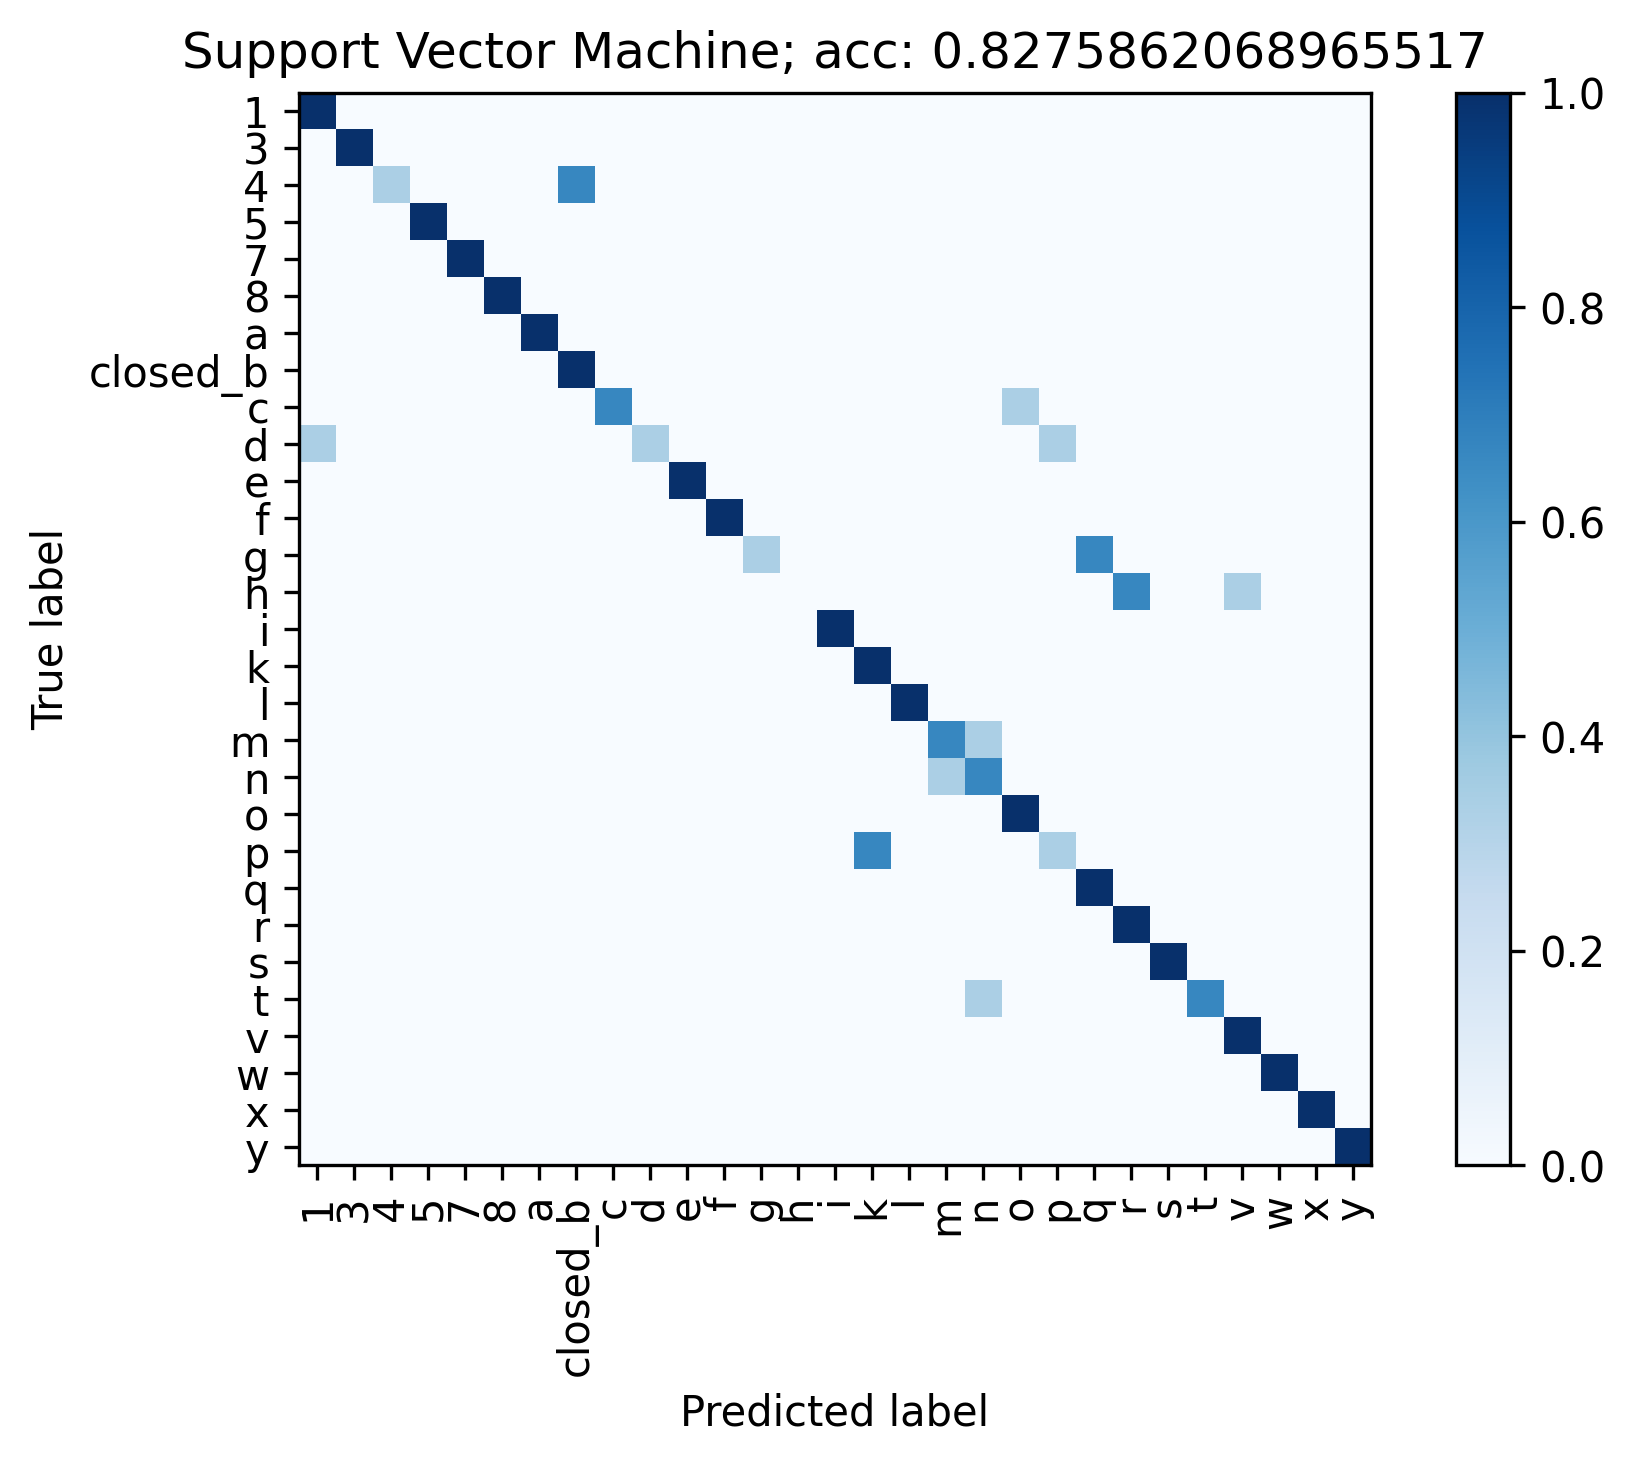 Support Vector Machine; acc: 0.8275862068965517
1
3
4
5
7
8
a
closed_b
c
d
e
f
g
h
i
k
l
m
n
o
p
q
r
s
t
v
w
x
y
True label
1
3
4
5
7
8
a
closed_b
c
d
e
f
g
h
i
k
l
m
n
o
p
q
r
s
t
v
w
x
y
Predicted label
1.0
0.8
0.6
0.4
0.2
0.0